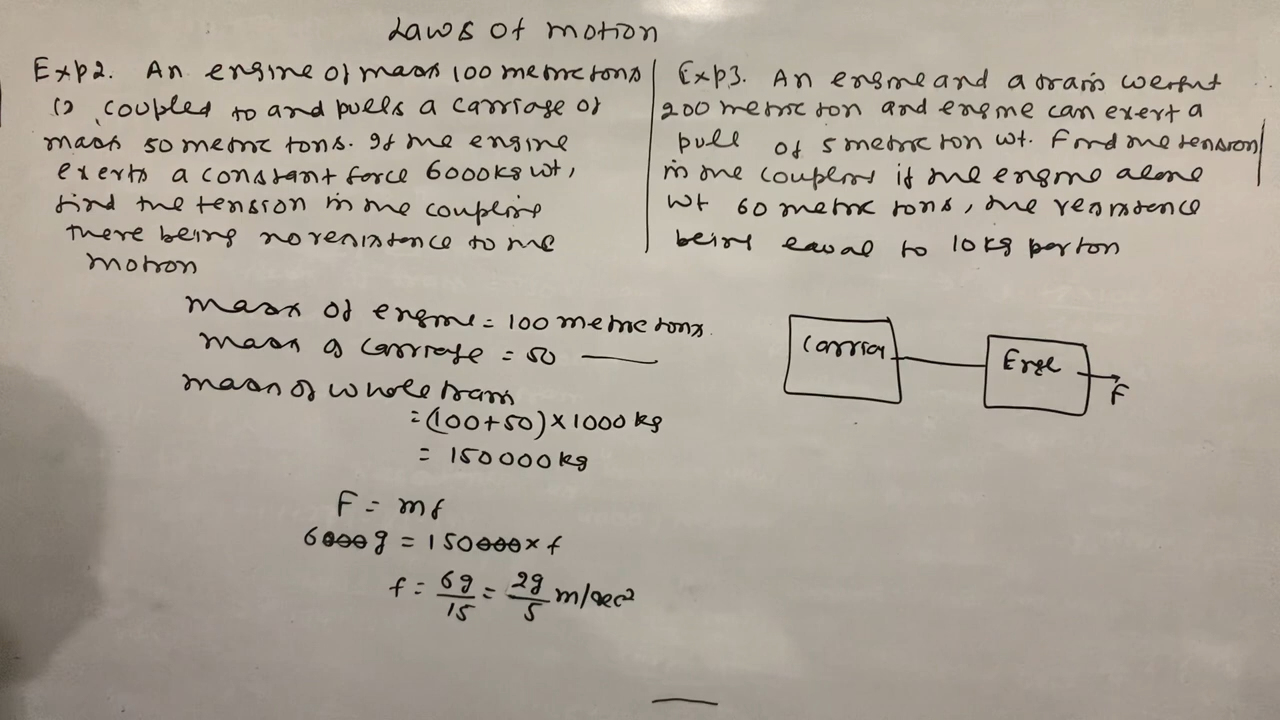 Laws of motion
Exp2. An engine of mass 100 metric tons
is coupled to and pulls a carriage of
mass 50 metric tons. If the engine
exerts a constant force 6000 kg wt,
find the tension in the coupling
there being no resistence to the
motion
Exp3. An engine and a train weight
200 metric ton and engine can exert a
pull of 5 metric ton wt. Find the tension
in the coupling if the engine alone
wt 60 metric tons, the resistence
being equal to 10 kg per ton
mass of engine = 100 metric tons
mass of carriage = 50 ——
mass of whole train
= (100+50) × 1000 kg
= 150000 kg
F = mf
6000g = 150000 × f
f = 6g/15 = 2g/5 m/sec²
Engi
F